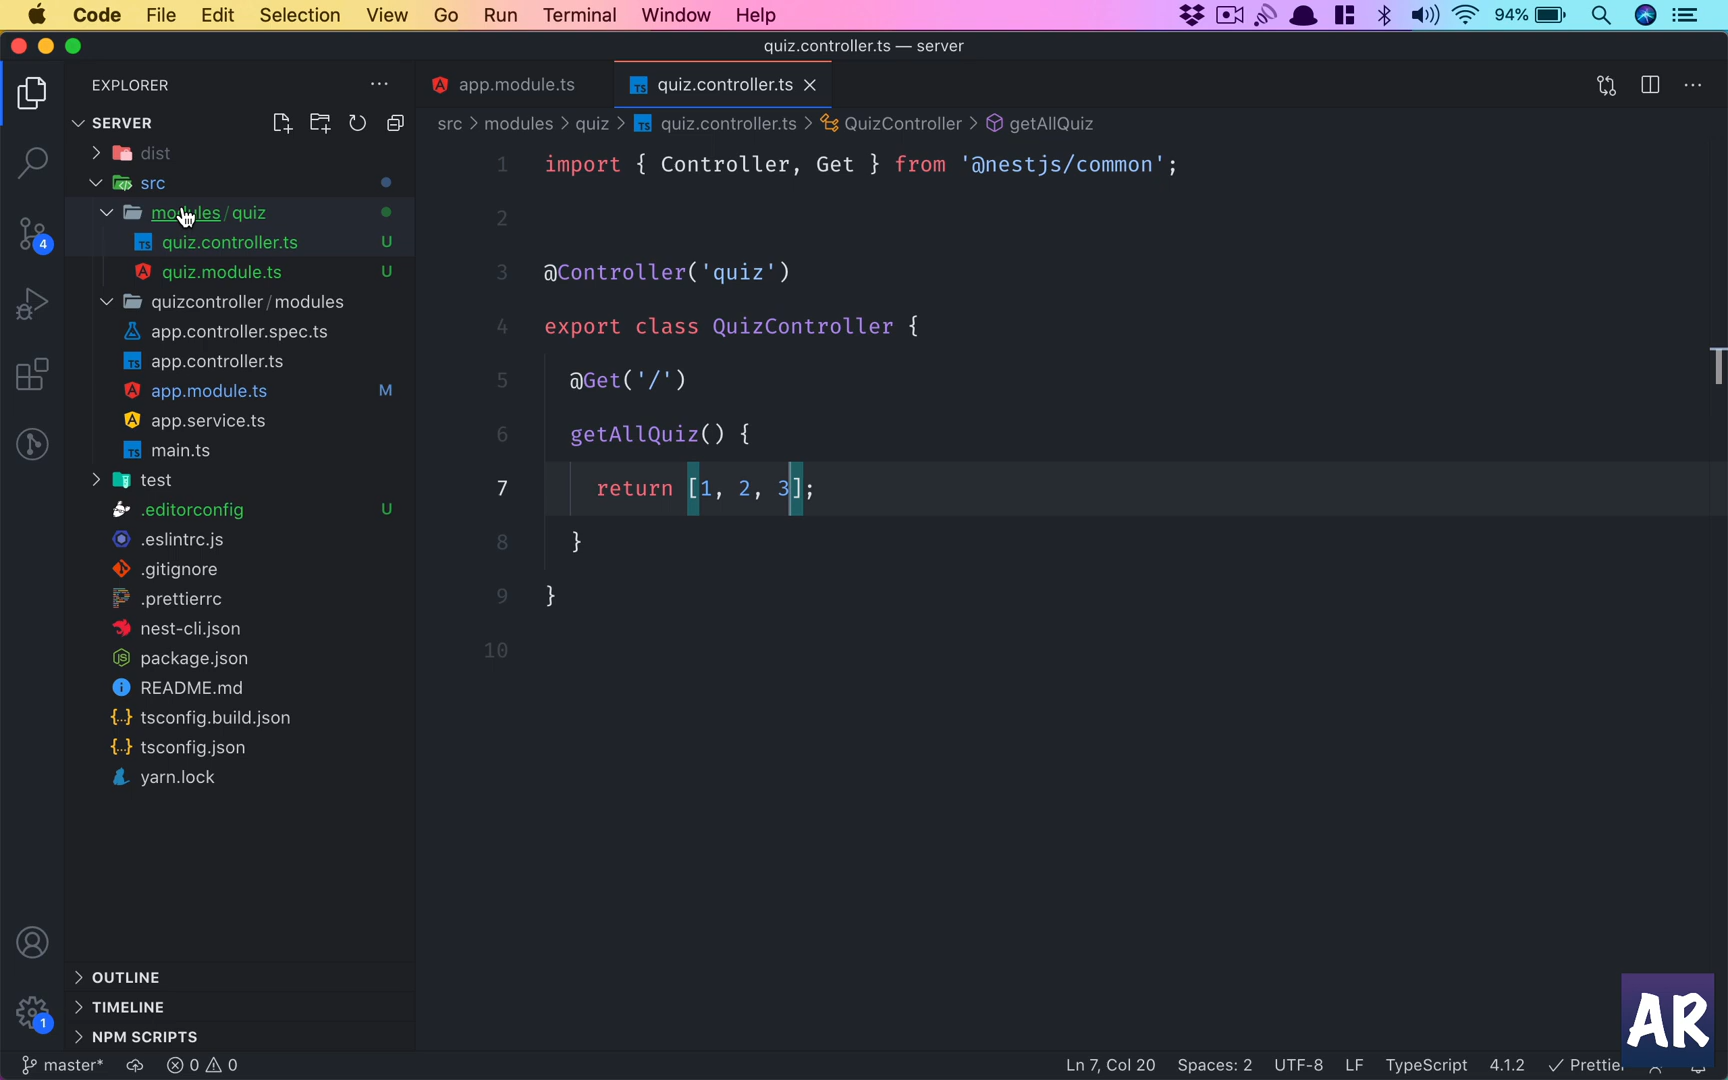 Code File Edit Selection View Go Run Terminal Window Help 94%
quiz.controller.ts — server
EXPLORER
app.module.ts quiz.controller.ts
SERVER
src modules quiz quiz.controller.ts QuizController getAllQuiz
dist
src
modules / quiz
quiz.controller.ts U
quiz.module.ts U
quizcontroller / modules
app.controller.spec.ts
app.controller.ts
app.module.ts M
app.service.ts
main.ts
test
.editorconfig U
.eslintrc.js
.gitignore
.prettierrc
nest-cli.json
package.json
README.md
tsconfig.build.json
tsconfig.json
yarn.lock
4
1 import { Controller, Get } from '@nestjs/common';
2
3 @Controller('quiz')
4 export class QuizController {
5 @Get('/')
6 getAllQuiz() {
7 return [1, 2, 3];
8 }
9 }
10
OUTLINE
TIMELINE
NPM SCRIPTS
1
AR
master* 0 0 Ln 7, Col 20 Spaces: 2 UTF-8 LF TypeScript 4.1.2